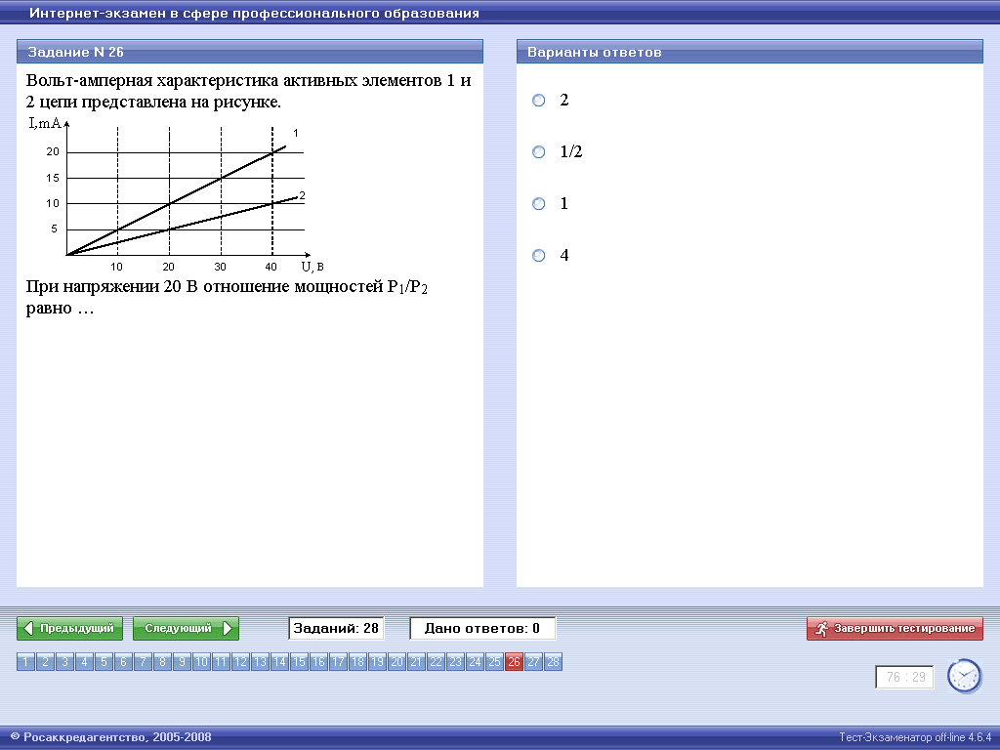 Интернет-экзамен в сфере профессионального образования
Задание N 26
Вольт-амперная характеристика активных элементов 1 и
2 цепи представлена на рисунке.
I,mA
1
20
15
2
10
5
10 20 30 40 U, В
При напряжении 20 В отношение мощностей P1/P2
равно …
Варианты ответов
2
1/2
1
4
Предыдущий Следующий Заданий: 28 Дано ответов: 0 Завершить тестирование
1 2 3 4 5 6 7 8 9 10 11 12 13 14 15 16 17 18 19 20 21 22 23 24 25 26 27 28
76 : 29
© Росаккредагентство, 2005-2008 Тест-Экзаменатор off-line 4.6.4